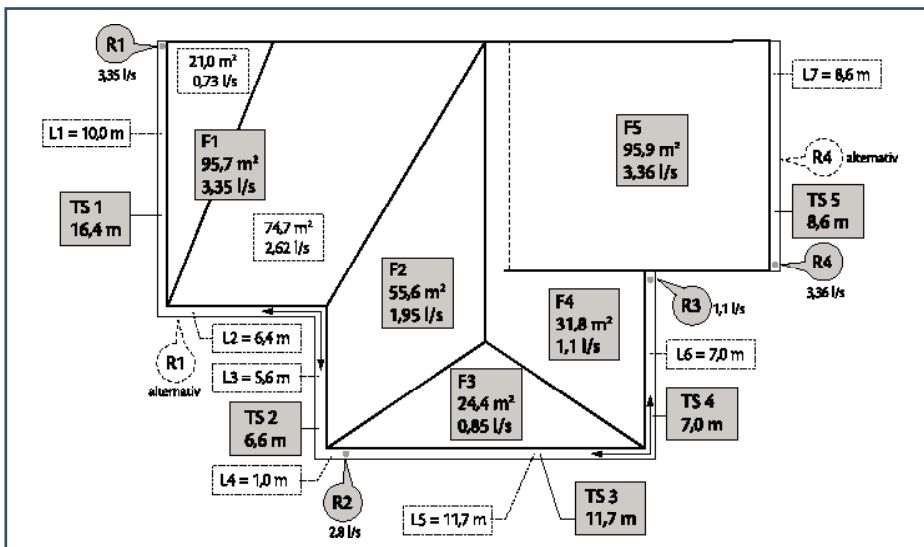 R1
3,35 l/s
21,0 m²
0,73 l/s
L7 = 8,6 m
L1 = 10,0 m
F1
95,7 m²
3,35 l/s
F5
95,9 m²
3,36 l/s
R4
alternativ
TS 1
16,4 m
TS 5
8,6 m
74,7 m²
2,62 l/s
F2
55,6 m²
1,95 l/s
R4
3,36 l/s
F4
31,8 m²
1,1 l/s
R3
1,1 l/s
L2 = 6,4 m
R1
alternativ
L6 = 7,0 m
L3 = 5,6 m
F3
24,4 m²
0,85 l/s
TS 2
6,6 m
TS 4
7,0 m
L4 = 1,0 m
R2
2,8 l/s
L5 = 11,7 m
TS 3
11,7 m